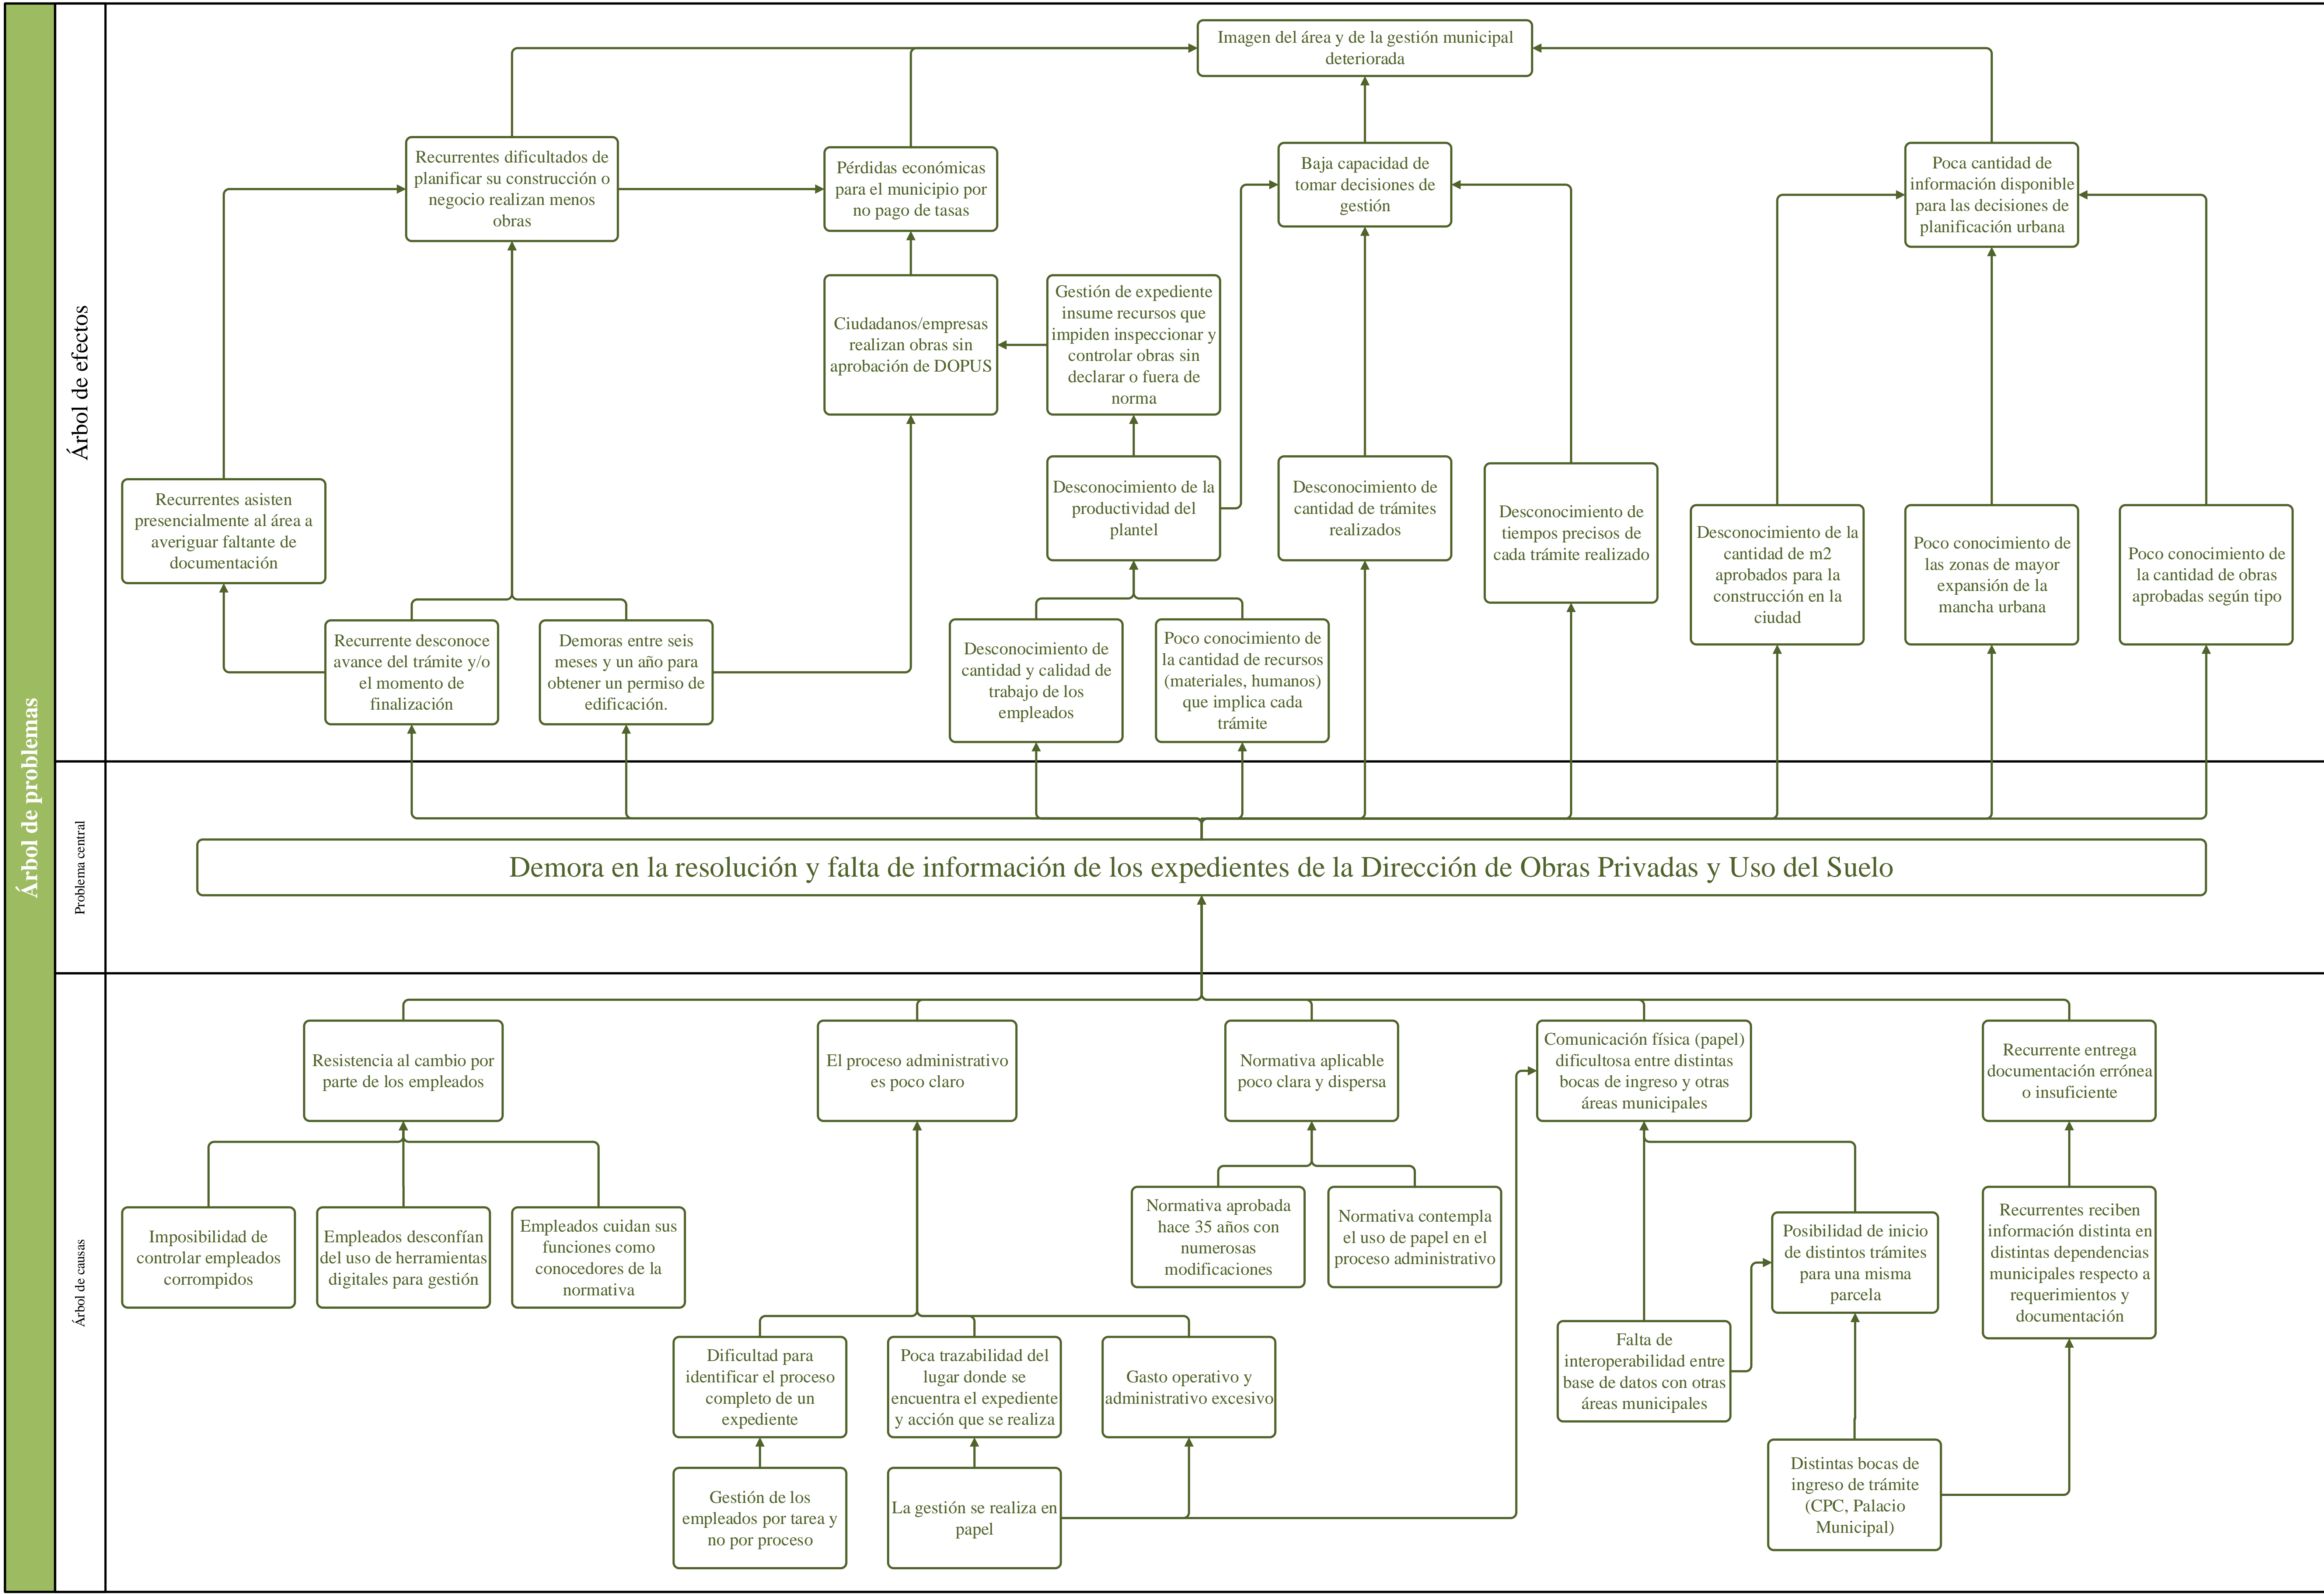 Árbol de problemas
Árbol de efectos
Imagen del área y de la gestión municipal
deteriorada
Recurrentes dificultados de
planificar su construcción o
negocio realizan menos
obras
Pérdidas económicas
para el municipio por
no pago de tasas
Baja capacidad de
tomar decisiones de
gestión
Poca cantidad de
información disponible
para las decisiones de
planificación urbana
Ciudadanos/empresas
realizan obras sin
aprobación de DOPUS
Gestión de expediente
insume recursos que
impiden inspeccionar y
controlar obras sin
declarar o fuera de
norma
Recurrentes asisten
presencialmente al área a
averiguar faltante de
documentación
Desconocimiento de la
productividad del
plantel
Desconocimiento de
cantidad de trámites
realizados
Desconocimiento de
tiempos precisos de
cada trámite realizado
Desconocimiento de la
cantidad de m2
aprobados para la
construcción en la
ciudad
Poco conocimiento de
las zonas de mayor
expansión de la
mancha urbana
Poco conocimiento de
la cantidad de obras
aprobadas según tipo
Recurrente desconoce
avance del trámite y/o
el momento de
finalización
Demoras entre seis
meses y un año para
obtener un permiso de
edificación.
Desconocimiento de
cantidad y calidad de
trabajo de los
empleados
Poco conocimiento de
la cantidad de recursos
(materiales, humanos)
que implica cada
trámite
Problema central
Demora en la resolución y falta de información de los expedientes de la Dirección de Obras Privadas y Uso del Suelo
Árbol de causas
Resistencia al cambio por
parte de los empleados
El proceso administrativo
es poco claro
Normativa aplicable
poco clara y dispersa
Comunicación física (papel)
dificultosa entre distintas
bocas de ingreso y otras
áreas municipales
Recurrente entrega
documentación errónea
o insuficiente
Imposibilidad de
controlar empleados
corrompidos
Empleados desconfían
del uso de herramientas
digitales para gestión
Empleados cuidan sus
funciones como
conocedores de la
normativa
Normativa aprobada
hace 35 años con
numerosas
modificaciones
Normativa contempla
el uso de papel en el
proceso administrativo
Posibilidad de inicio
de distintos trámites
para una misma
parcela
Recurrentes reciben
información distinta en
distintas dependencias
municipales respecto a
requerimientos y
documentación
Dificultad para
identificar el proceso
completo de un
expediente
Poca trazabilidad del
lugar donde se
encuentra el expediente
y acción que se realiza
Gasto operativo y
administrativo excesivo
Falta de
interoperabilidad entre
base de datos con otras
áreas municipales
Gestión de los
empleados por tarea y
no por proceso
La gestión se realiza en
papel
Distintas bocas de
ingreso de trámite
(CPC, Palacio
Municipal)